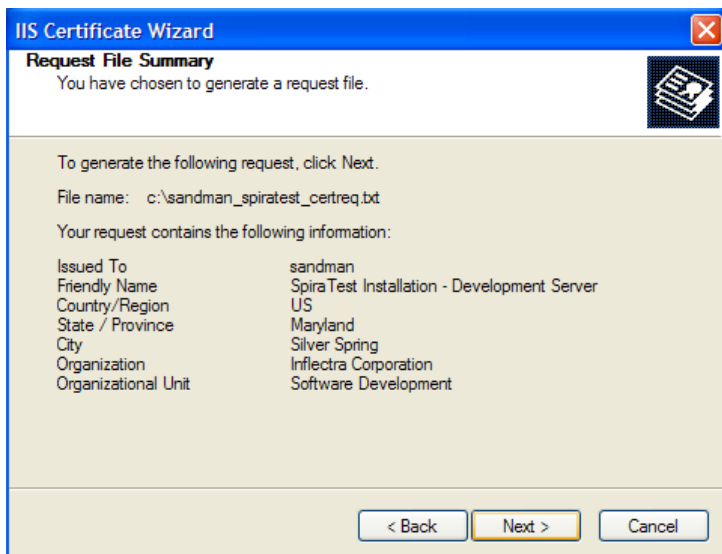 IIS Certificate Wizard
Request File Summary
You have chosen to generate a request file.
To generate the following request, click Next.
File name: c:\sandman_spiratest_certreq.txt
Your request contains the following information:
Issued To sandman
Friendly Name SpiraTest Installation - Development Server
Country/Region US
State / Province Maryland
City Silver Spring
Organization Inflectra Corporation
Organizational Unit Software Development
< Back Next > Cancel